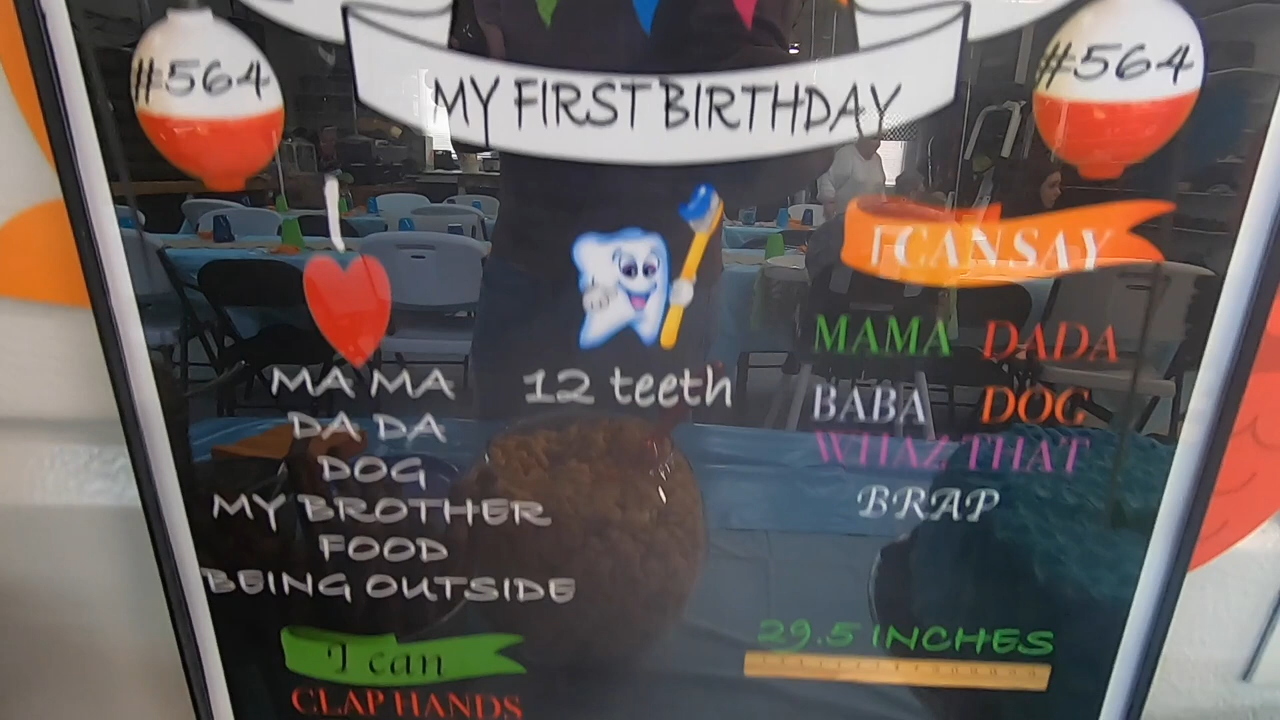 #564
MY FIRST BIRTHDAY
#564
I
MA MA
DA DA
DOG
MY BROTHER
FOOD
BEING OUTSIDE
12 teeth
I CAN SAY
MAMA DADA
BABA DOG
WHAZ THAT
BRAP
I can
CLAP HANDS
29.5 INCHES